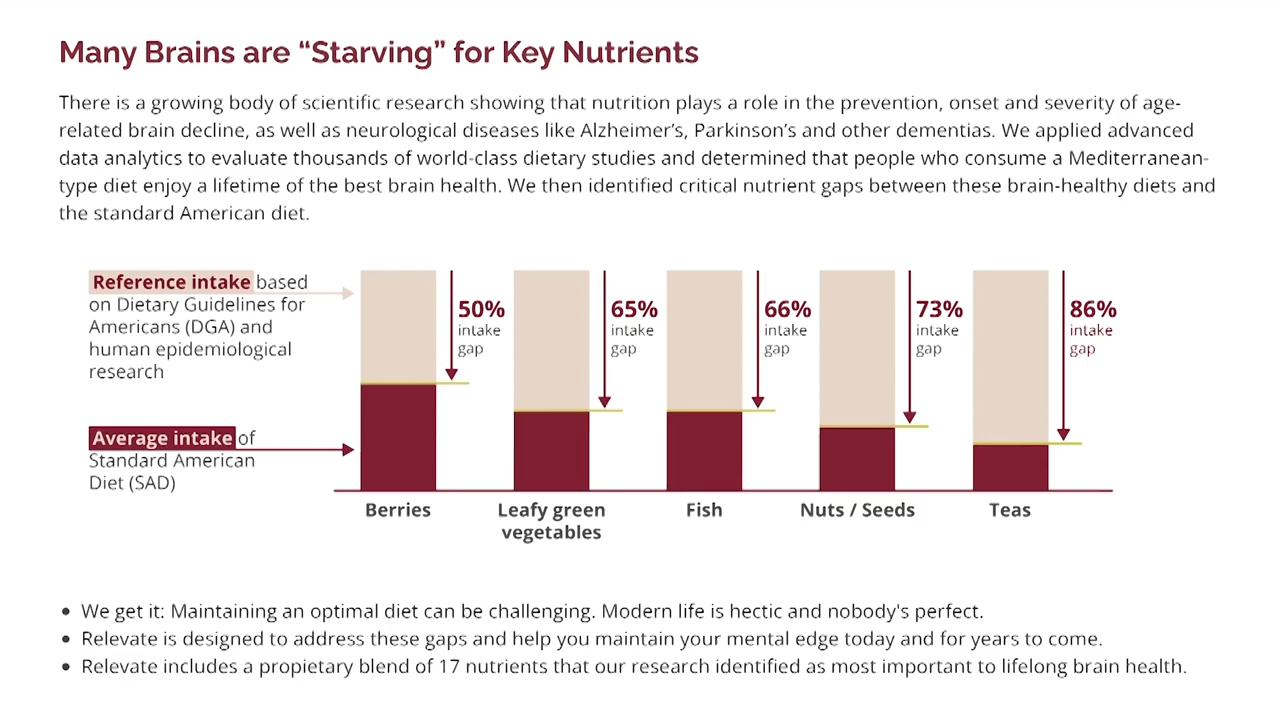 Many Brains are “Starving” for Key Nutrients
There is a growing body of scientific research showing that nutrition plays a role in the prevention, onset and severity of age-
related brain decline, as well as neurological diseases like Alzheimer’s, Parkinson’s and other dementias. We applied advanced
data analytics to evaluate thousands of world-class dietary studies and determined that people who consume a Mediterranean-
type diet enjoy a lifetime of the best brain health. We then identified critical nutrient gaps between these brain-healthy diets and
the standard American diet.
Reference intake based
on Dietary Guidelines for
Americans (DGA) and
human epidemiological
research
Average intake of
Standard American
Diet (SAD)
50%
intake
gap
65%
intake
gap
66%
intake
gap
73%
intake
gap
86%
intake
gap
Berries
Leafy green
vegetables
Fish
Nuts / Seeds
Teas
• We get it: Maintaining an optimal diet can be challenging. Modern life is hectic and nobody's perfect.
• Relevate is designed to address these gaps and help you maintain your mental edge today and for years to come.
• Relevate includes a propietary blend of 17 nutrients that our research identified as most important to lifelong brain health.